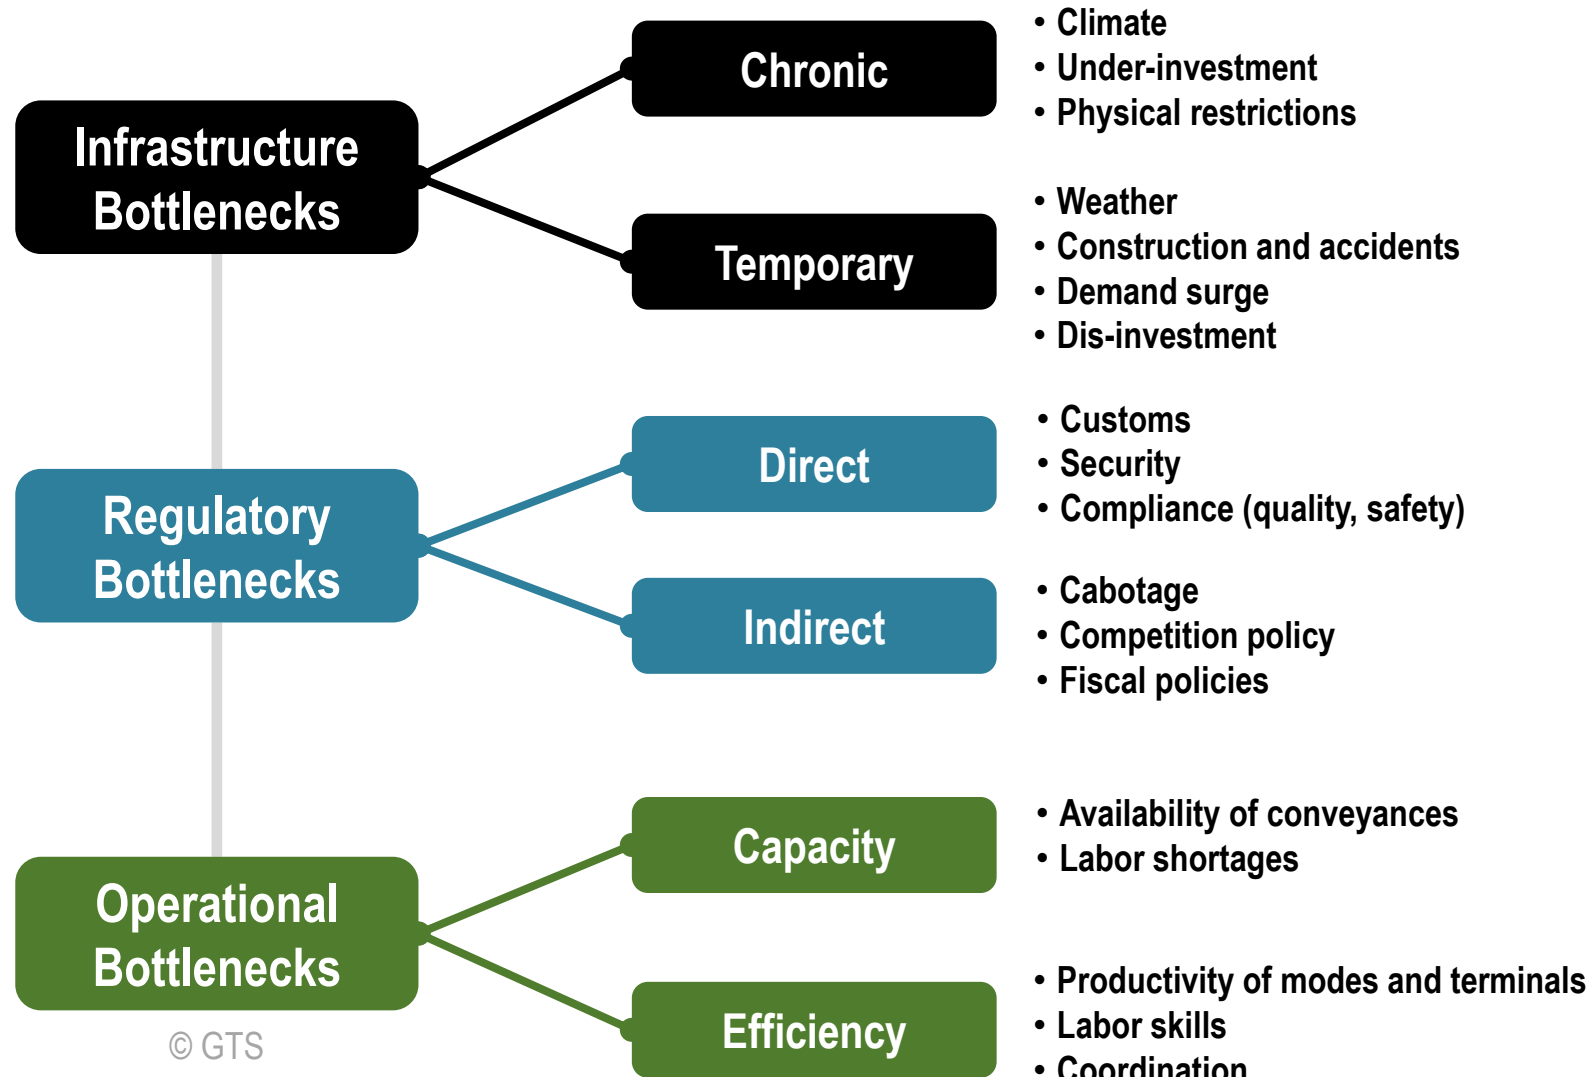 Infrastructure
Bottlenecks
Chronic
• Climate
• Under-investment
• Physical restrictions
Temporary
• Weather
• Construction and accidents
• Demand surge
• Dis-investment
Regulatory
Bottlenecks
Direct
• Customs
• Security
• Compliance (quality, safety)
Indirect
• Cabotage
• Competition policy
• Fiscal policies
Operational
Bottlenecks
Capacity
• Availability of conveyances
• Labor shortages
Efficiency
• Productivity of modes and terminals
• Labor skills
• Coordination
© GTS